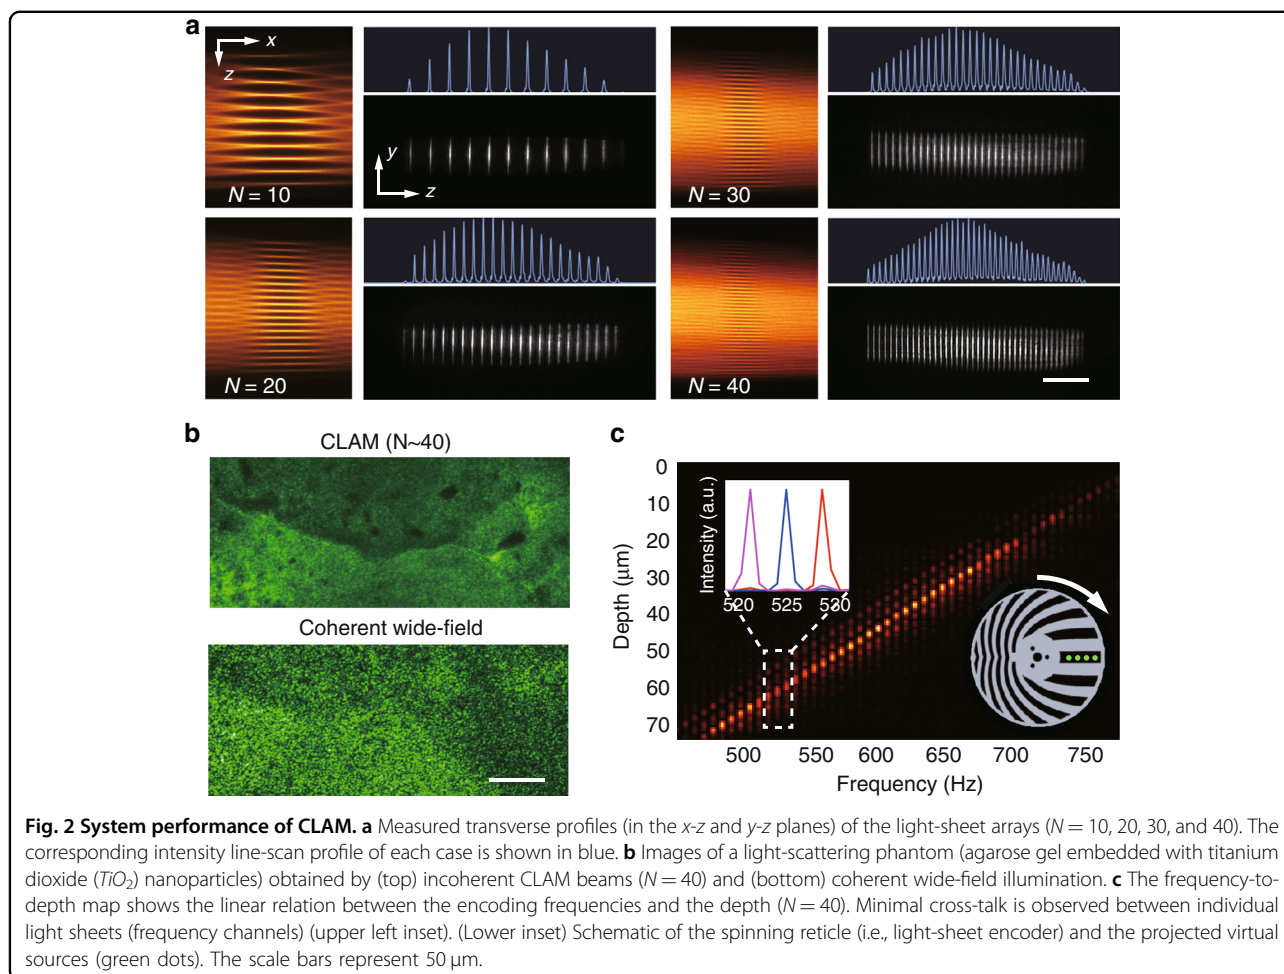 a
x
z
N = 10
y
z
N = 30
N = 20
N = 40
b
CLAM (N~40)
Coherent wide-field
c
0
10
20
30
40
50
60
70
Depth (μm)
Intensity (a.u.)
520 525 530
500 550 600 650 700 750
Frequency (Hz)
Fig. 2 System performance of CLAM. a Measured transverse profiles (in the x-z and y-z planes) of the light-sheet arrays (N = 10, 20, 30, and 40). The
corresponding intensity line-scan profile of each case is shown in blue. b Images of a light-scattering phantom (agarose gel embedded with titanium
dioxide (TiO₂) nanoparticles) obtained by (top) incoherent CLAM beams (N = 40) and (bottom) coherent wide-field illumination. c The frequency-to-
depth map shows the linear relation between the encoding frequencies and the depth (N = 40). Minimal cross-talk is observed between individual
light sheets (frequency channels) (upper left inset). (Lower inset) Schematic of the spinning reticle (i.e., light-sheet encoder) and the projected virtual
sources (green dots). The scale bars represent 50 μm.